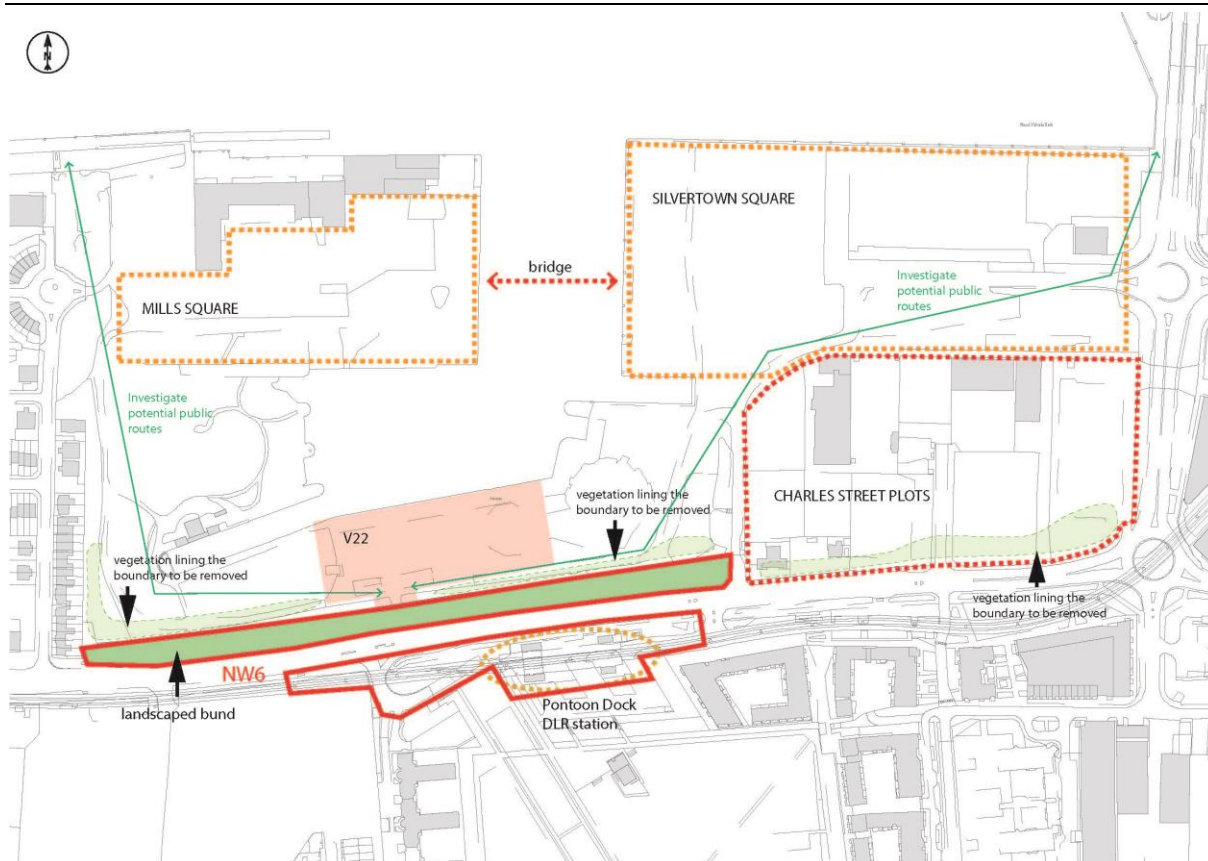 N
SILVERTOWN SQUARE
bridge
Investigate
potential public
routes
MILLS SQUARE
Investigate
potential public
routes
CHARLES STREET PLOTS
vegetation lining the
boundary to be removed
V22
vegetation lining the
boundary to be removed
vegetation lining the
boundary to be removed
NW6
landscaped bund
Pontoon Dock
DLR station